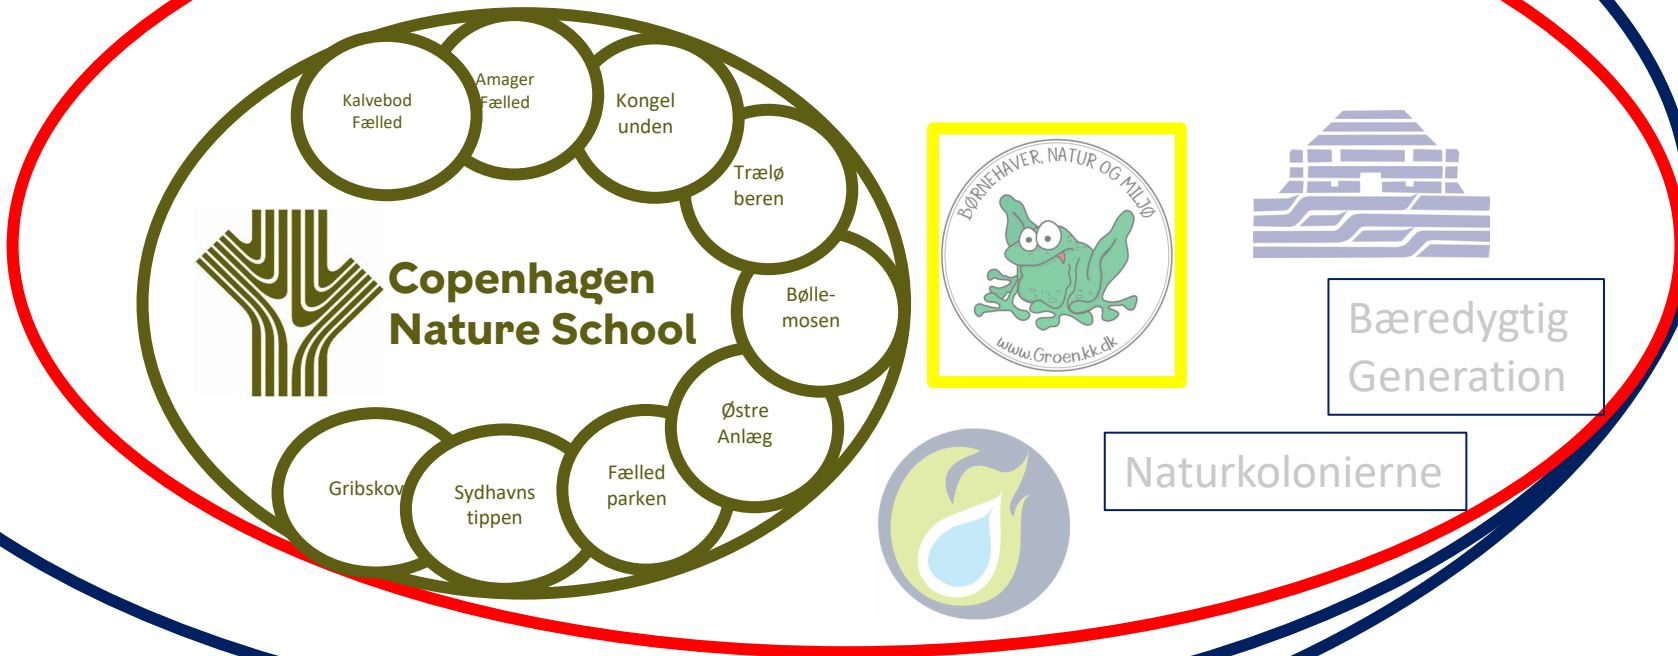 Kalvebod
Fælled
Amager
Fælled
Kongel
unden
Trælø
beren
Bølle-
mosen
Østre
Anlæg
Fælled
parken
Sydhavns
tippen
Gribskov
Copenhagen
Nature School
BØRNEHAVER, NATUR OG MILJØ
www.Groen.kk.dk
Bæredygtig
Generation
Naturkolonierne